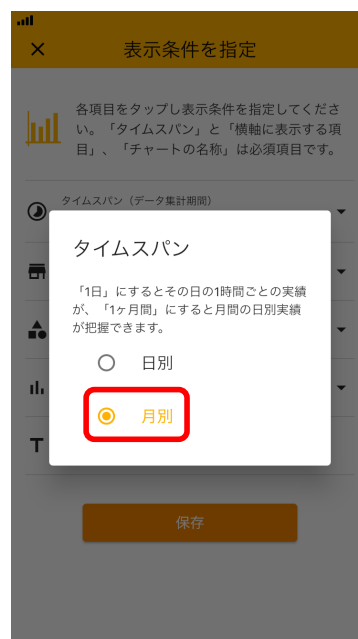 表示条件を指定
各項目をタップし表示条件を指定してくださ
い。「タイムスパン」と「横軸に表示する項
目」、「チャートの名称」は必須項目です。
タイムスパン（データ集計期間）
タイムスパン
「1日」にするとその日の1時間ごとの実績
が、「1ヶ月間」にすると月間の日別実績
が把握できます。
日別
月別
保存